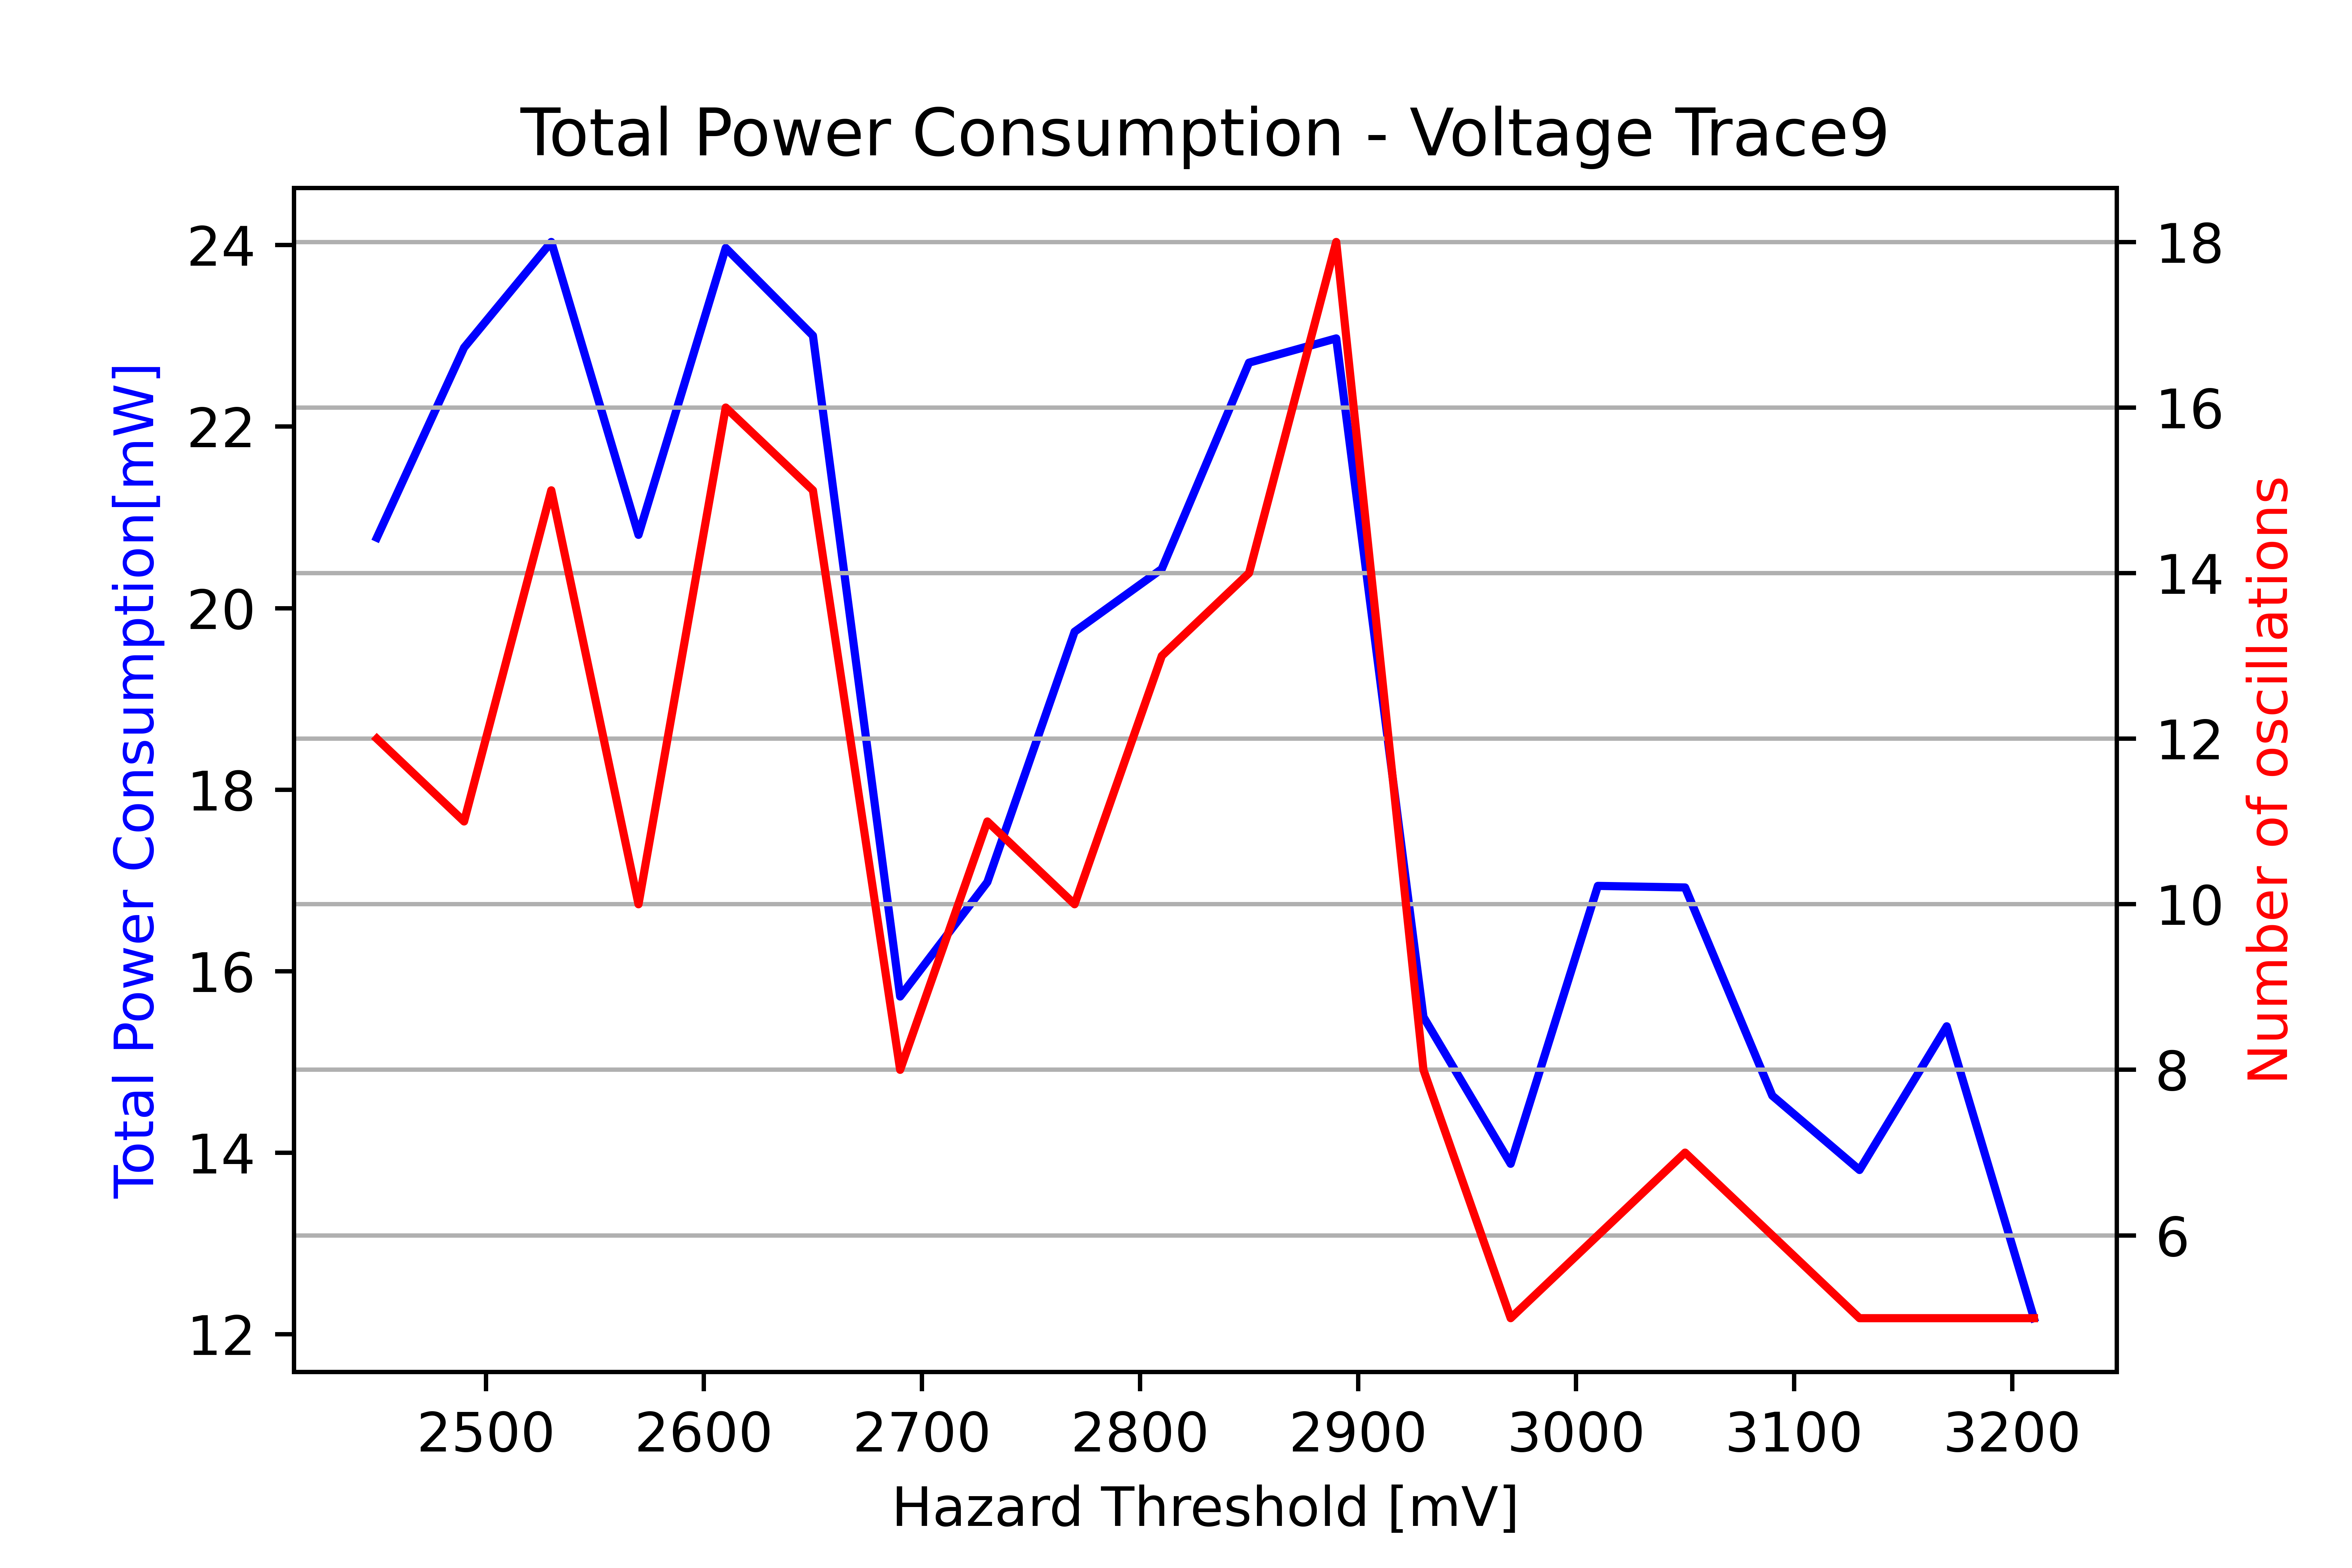 Total Power Consumption - Voltage Trace9
Total Power Consumption[mW]
24
22
20
18
16
14
12
18
16
14
12
10
8
6
Number of oscillations
2500 2600 2700 2800 2900 3000 3100 3200
Hazard Threshold [mV]